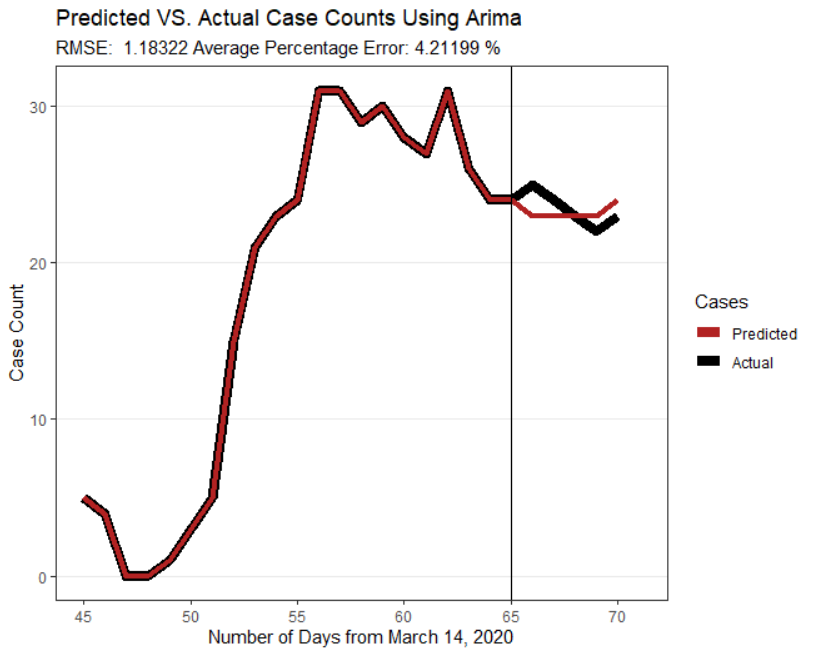 Predicted VS. Actual Case Counts Using Arima
RMSE:  1.18322 Average Percentage Error: 4.21199 %
30
20
10
0
Case Count
45 50 55 60 65 70
Number of Days from March 14, 2020
Cases
Predicted
Actual